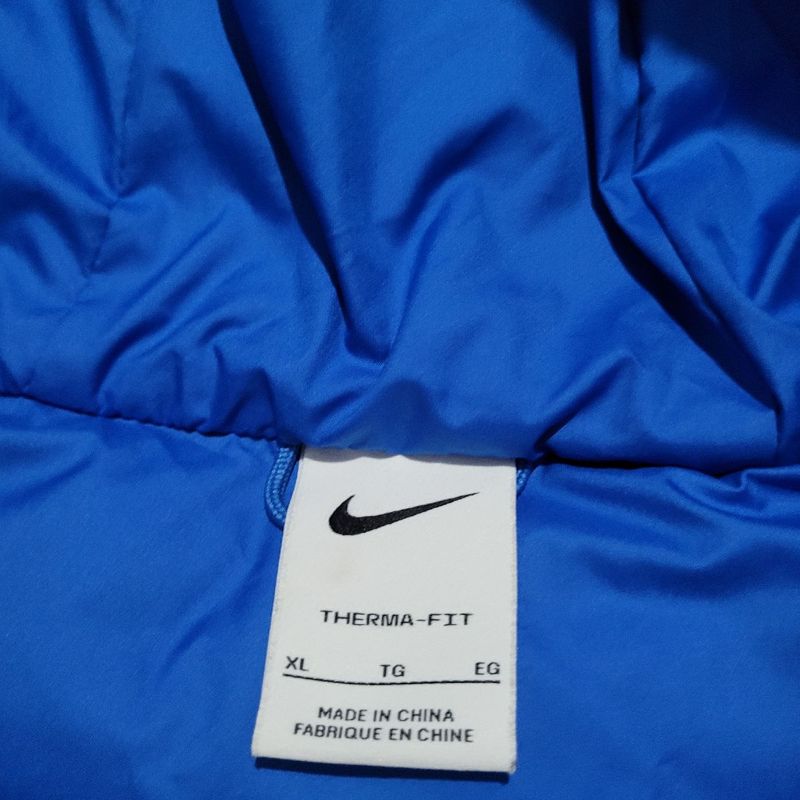 THERMA-FIT
XL TG EG
MADE IN CHINA
FABRIQUE EN CHINE